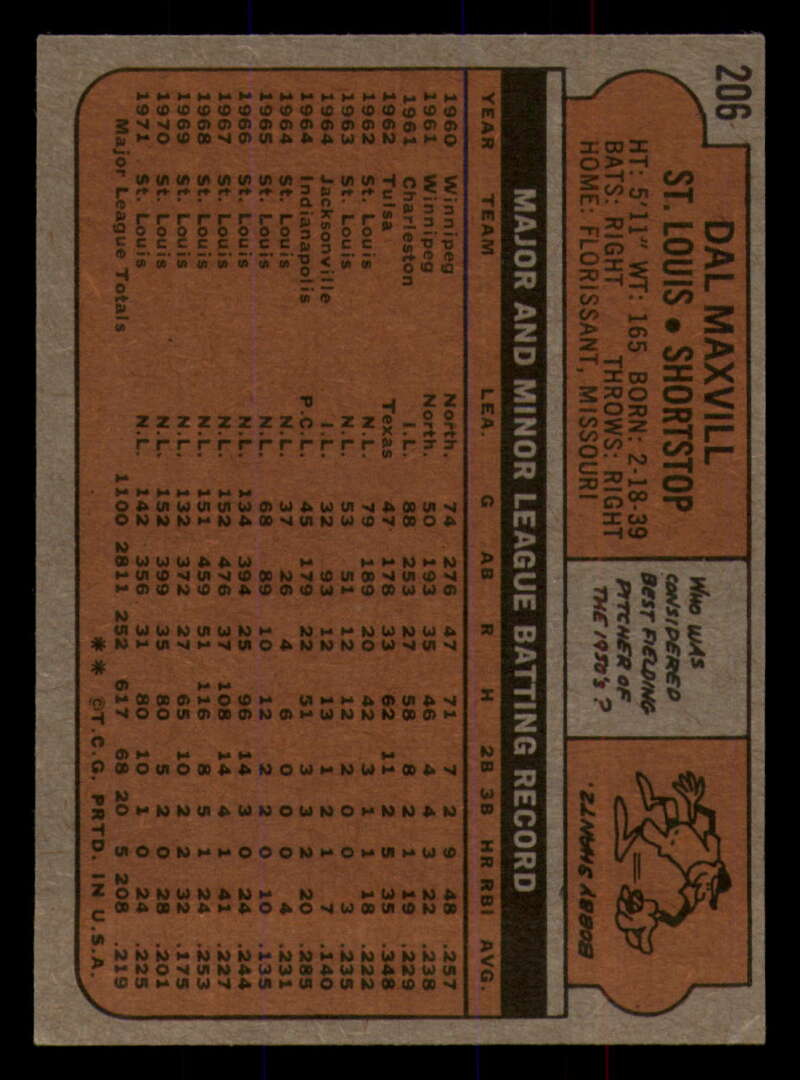 206
DAL MAXVILL
ST. LOUIS • SHORTSTOP
HT: 5'11" WT: 165 BORN: 2-18-39
BATS: RIGHT THROWS: RIGHT
HOME: FLORISSANT, MISSOURI
WHO WAS
CONSIDERED
BEST FIELDING
PITCHER OF
THE 1950's?
BOBBY SHANTZ.
MAJOR AND MINOR LEAGUE BATTING RECORD
YEAR TEAM LEA. G AB R H 2B 3B HR RBI AVG.
1960 Winnipeg North. 74 276 47 71 7 2 9 48 .257
1961 Winnipeg North. 50 193 35 46 4 4 3 22 .238
1961 Charleston I.L. 88 253 27 58 8 2 1 19 .229
1962 Tulsa Texas 47 178 33 62 11 2 5 35 .348
1962 St. Louis N.L. 79 189 20 42 3 1 1 18 .222
1963 St. Louis N.L. 53 51 12 12 2 0 0 3 .235
1964 Jacksonville I.L. 32 93 12 13 1 2 1 7 .140
1964 Indianapolis P.C.L. 45 179 22 51 3 3 2 20 .285
1964 St. Louis N.L. 37 26 4 6 0 0 0 4 .231
1965 St. Louis N.L. 68 89 10 12 2 2 0 10 .135
1966 St. Louis N.L. 134 394 25 96 14 3 0 24 .244
1967 St. Louis N.L. 152 476 37 108 14 4 1 41 .227
1968 St. Louis N.L. 151 459 51 116 8 5 1 24 .253
1969 St. Louis N.L. 132 372 27 65 10 2 2 32 .175
1970 St. Louis N.L. 152 399 35 80 5 2 0 28 .201
1971 St. Louis N.L. 142 356 31 80 10 1 0 24 .225
Major League Totals 1100 2811 252 617 68 20 5 208 .219
** ©T.C.G. PRTD. IN U.S.A.